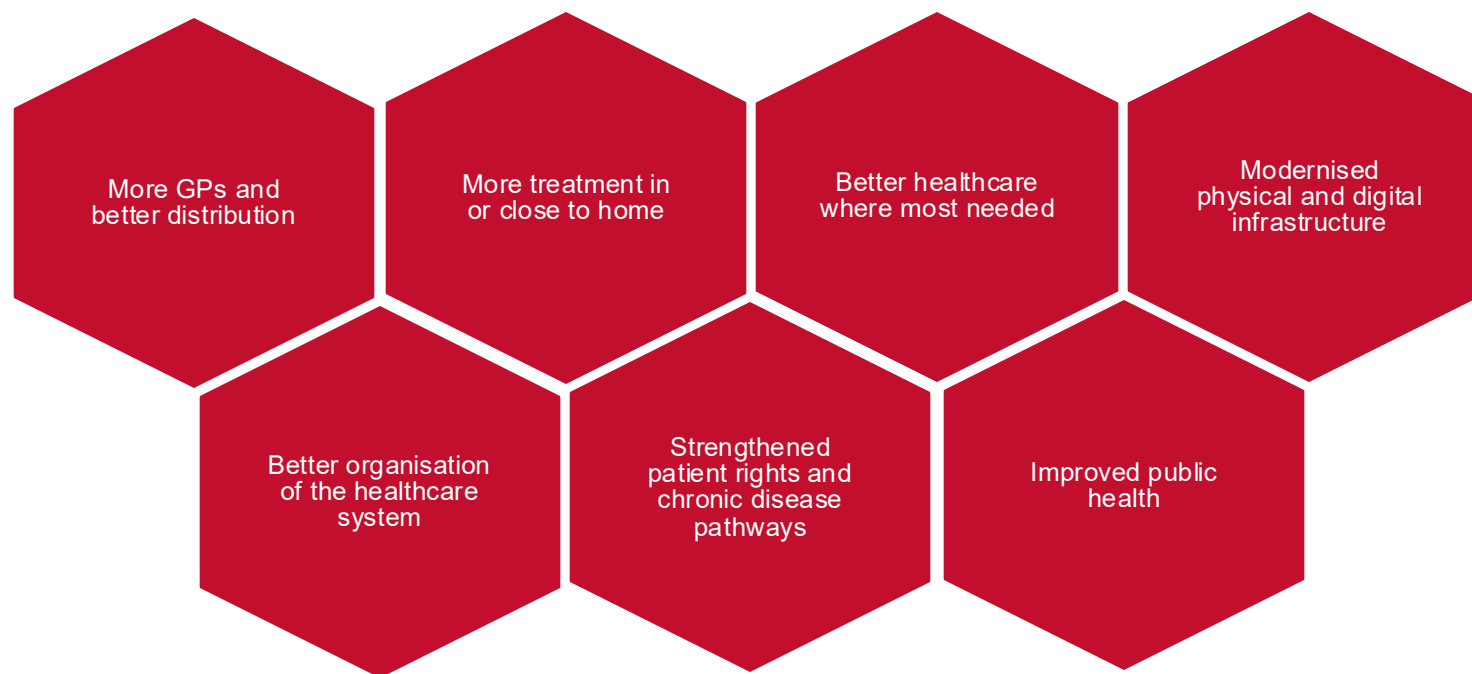 More GPs and
better distribution
More treatment in
or close to home
Better healthcare
where most needed
Modernised
physical and digital
infrastructure
Better organisation
of the healthcare
system
Strengthened
patient rights and
chronic disease
pathways
Improved public
health